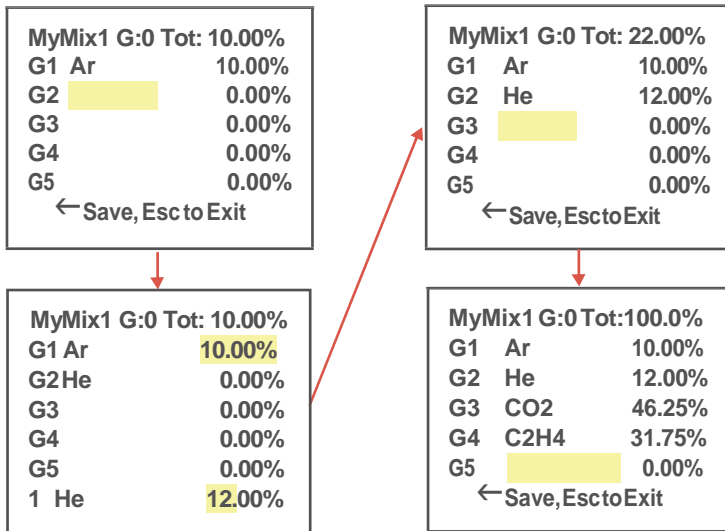 MyMix1 G:0 Tot: 10.00%
G1 Ar 10.00%
G2 0.00%
G3 0.00%
G4 0.00%
G5 0.00%
←Save, Esc to Exit
MyMix1 G:0 Tot: 10.00%
G1 Ar 10.00%
G2 He 0.00%
G3 0.00%
G4 0.00%
G5 0.00%
1 He 12.00%
MyMix1 G:0 Tot: 22.00%
G1 Ar 10.00%
G2 He 12.00%
G3 0.00%
G4 0.00%
G5 0.00%
←Save, Esc to Exit
MyMix1 G:0 Tot:100.0%
G1 Ar 10.00%
G2 He 12.00%
G3 CO2 46.25%
G4 C2H4 31.75%
G5 0.00%
←Save, Esc to Exit